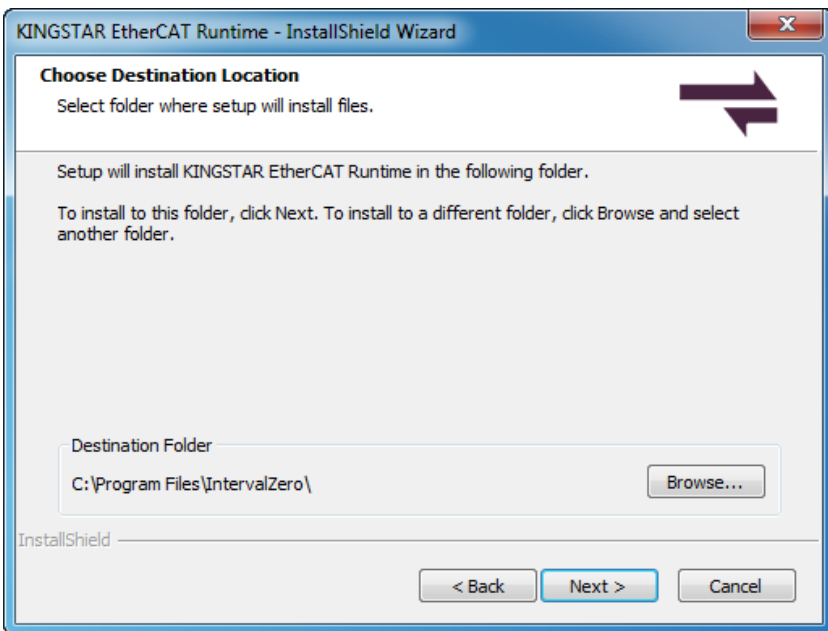 KINGSTAR EtherCAT Runtime - InstallShield Wizard
Choose Destination Location
Select folder where setup will install files.
Setup will install KINGSTAR EtherCAT Runtime in the following folder.
To install to this folder, click Next. To install to a different folder, click Browse and select
another folder.
Destination Folder
C:\Program Files\IntervalZero\
Browse...
InstallShield
< Back
Next >
Cancel